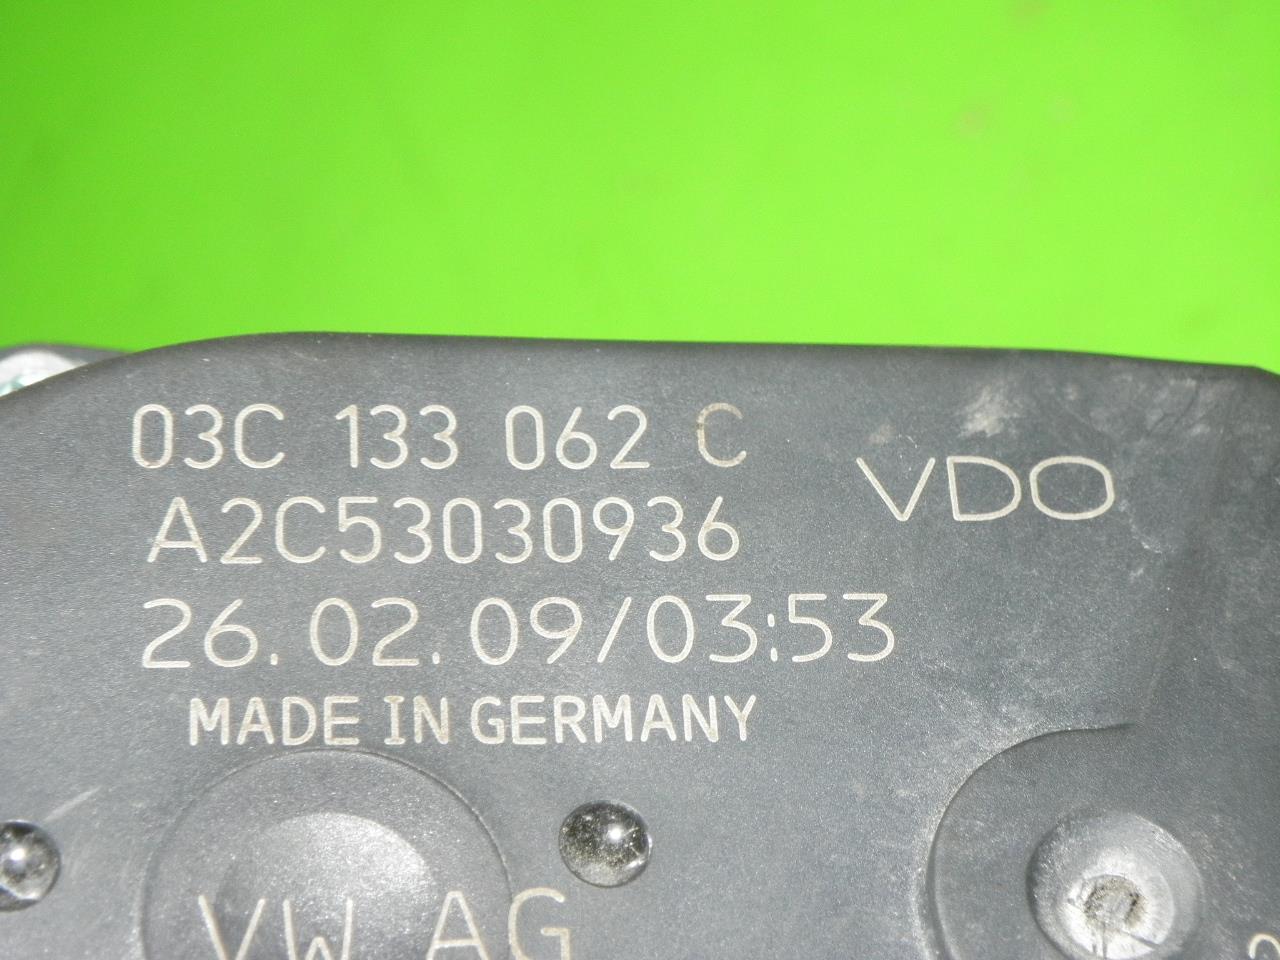 03C 133 062 C
VDO
A2C53030936
26.02.09/03:53
MADE IN GERMANY
VW AG